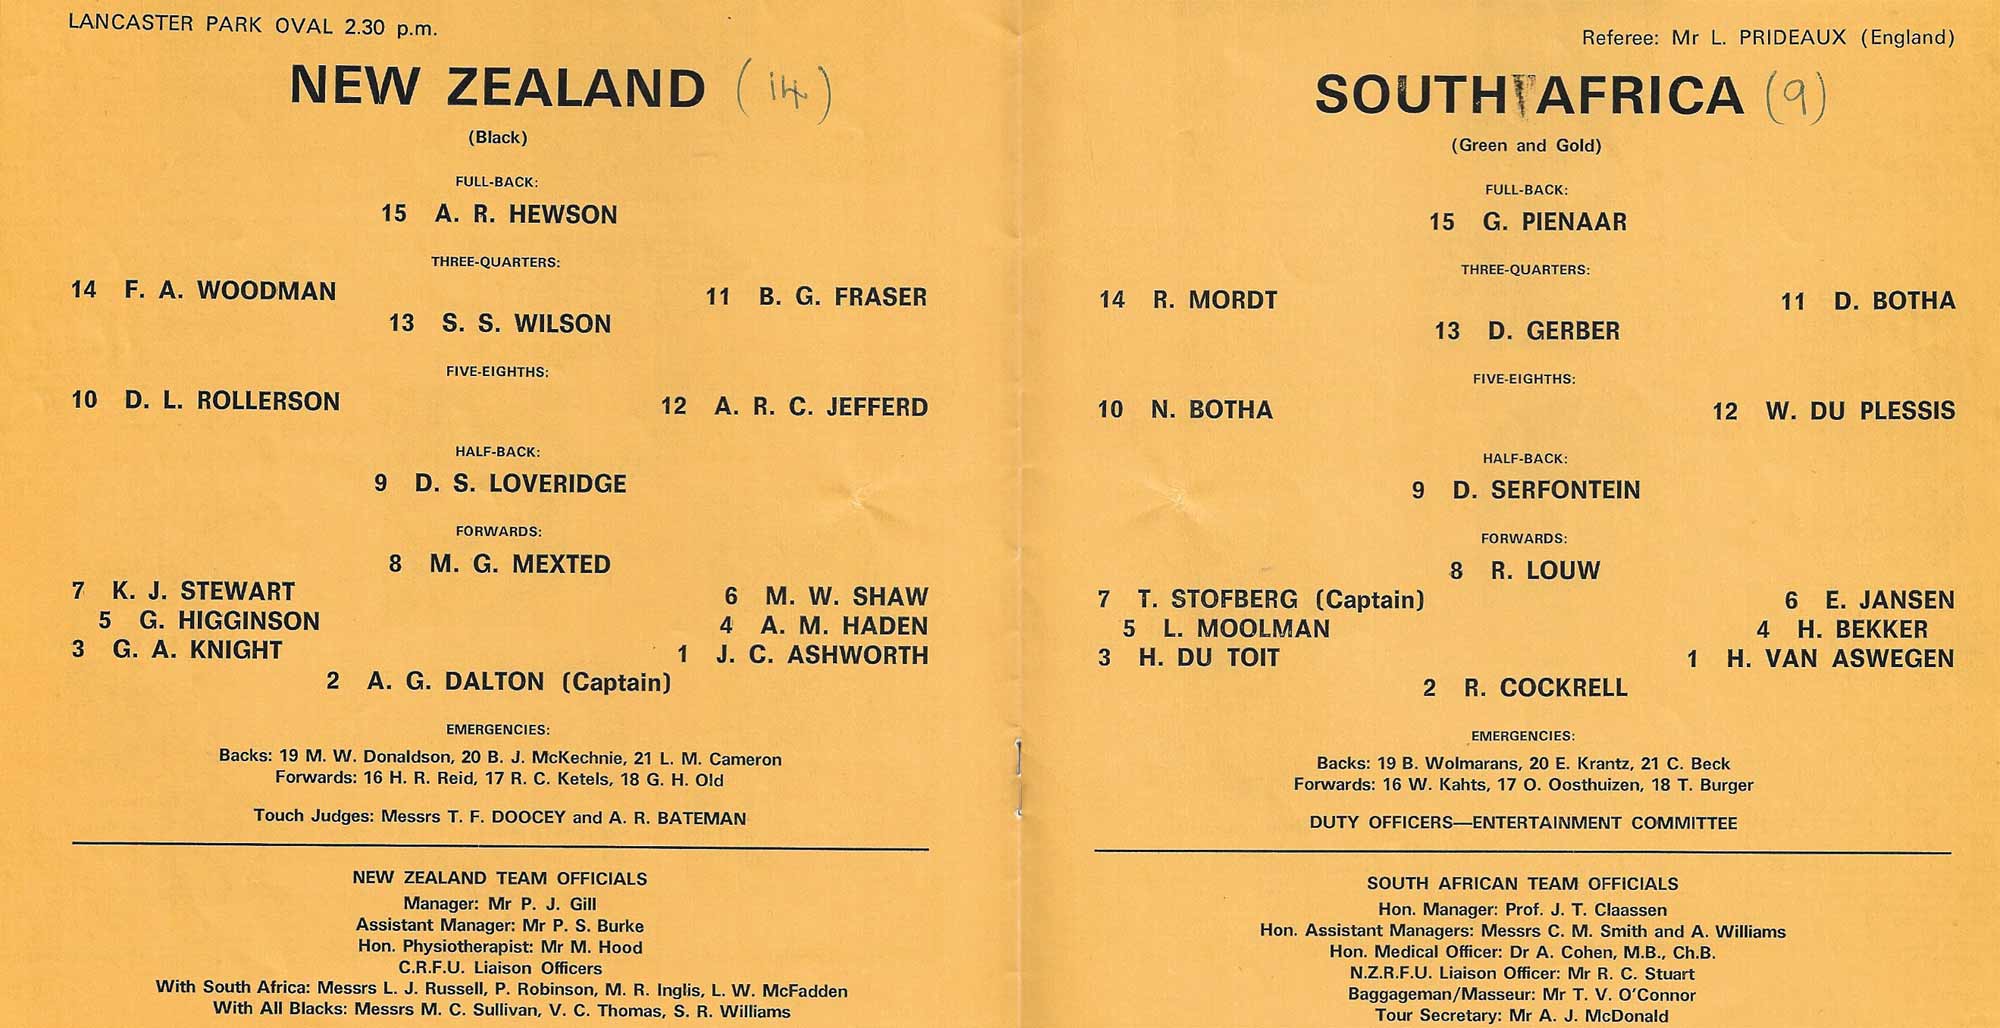 LANCASTER PARK OVAL 2.30 p.m.
NEW ZEALAND (14)
(Black)
FULL-BACK:
15 A. R. HEWSON
THREE-QUARTERS:
14 F. A. WOODMAN 11 B. G. FRASER
13 S. S. WILSON
FIVE-EIGHTHS:
10 D. L. ROLLERSON 12 A. R. C. JEFFERD
HALF-BACK:
9 D. S. LOVERIDGE
FORWARDS:
8 M. G. MEXTED
7 K. J. STEWART 6 M. W. SHAW
5 G. HIGGINSON 4 A. M. HADEN
3 G. A. KNIGHT 1 J. C. ASHWORTH
2 A. G. DALTON (Captain)
EMERGENCIES:
Backs: 19 M. W. Donaldson, 20 B. J. McKechnie, 21 L. M. Cameron
Forwards: 16 H. R. Reid, 17 R. C. Ketels, 18 G. H. Old
Touch Judges: Messrs T. F. DOOCEY and A. R. BATEMAN
NEW ZEALAND TEAM OFFICIALS
Manager: Mr P. J. Gill
Assistant Manager: Mr P. S. Burke
Hon. Physiotherapist: Mr M. Hood
C.R.F.U. Liaison Officers
With South Africa: Messrs L. J. Russell, P. Robinson, M. R. Inglis, L. W. McFadden
With All Blacks: Messrs M. C. Sullivan, V. C. Thomas, S. R. Williams
Referee: Mr L. PRIDEAUX (England)
SOUTH AFRICA (9)
(Green and Gold)
FULL-BACK:
15 G. PIENAAR
THREE-QUARTERS:
14 R. MORDT 11 D. BOTHA
13 D. GERBER
FIVE-EIGHTHS:
10 N. BOTHA 12 W. DU PLESSIS
HALF-BACK:
9 D. SERFONTEIN
FORWARDS:
8 R. LOUW
7 T. STOFBERG (Captain) 6 E. JANSEN
5 L. MOOLMAN 4 H. BEKKER
3 H. DU TOIT 1 H. VAN ASWEGEN
2 R. COCKRELL
EMERGENCIES:
Backs: 19 B. Wolmarans, 20 E. Krantz, 21 C. Beck
Forwards: 16 W. Kahts, 17 O. Oosthuizen, 18 T. Burger
DUTY OFFICERS—ENTERTAINMENT COMMITTEE
SOUTH AFRICAN TEAM OFFICIALS
Hon. Manager: Prof. J. T. Claassen
Hon. Assistant Managers: Messrs C. M. Smith and A. Williams
Hon. Medical Officer: Dr A. Cohen, M.B., Ch.B.
N.Z.R.F.U. Liaison Officer: Mr R. C. Stuart
Baggageman/Masseur: Mr T. V. O'Connor
Tour Secretary: Mr A. J. McDonald